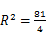 R² = 81/4